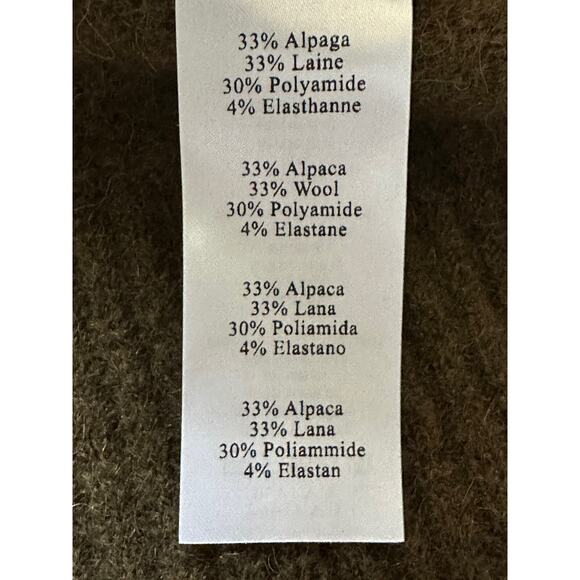 33% Alpaga
33% Laine
30% Polyamide
4% Elasthanne
33% Alpaca
33% Wool
30% Polyamide
4% Elastane
33% Alpaca
33% Lana
30% Poliamida
4% Elastano
33% Alpaca
33% Lana
30% Poliammide
4% Elastan